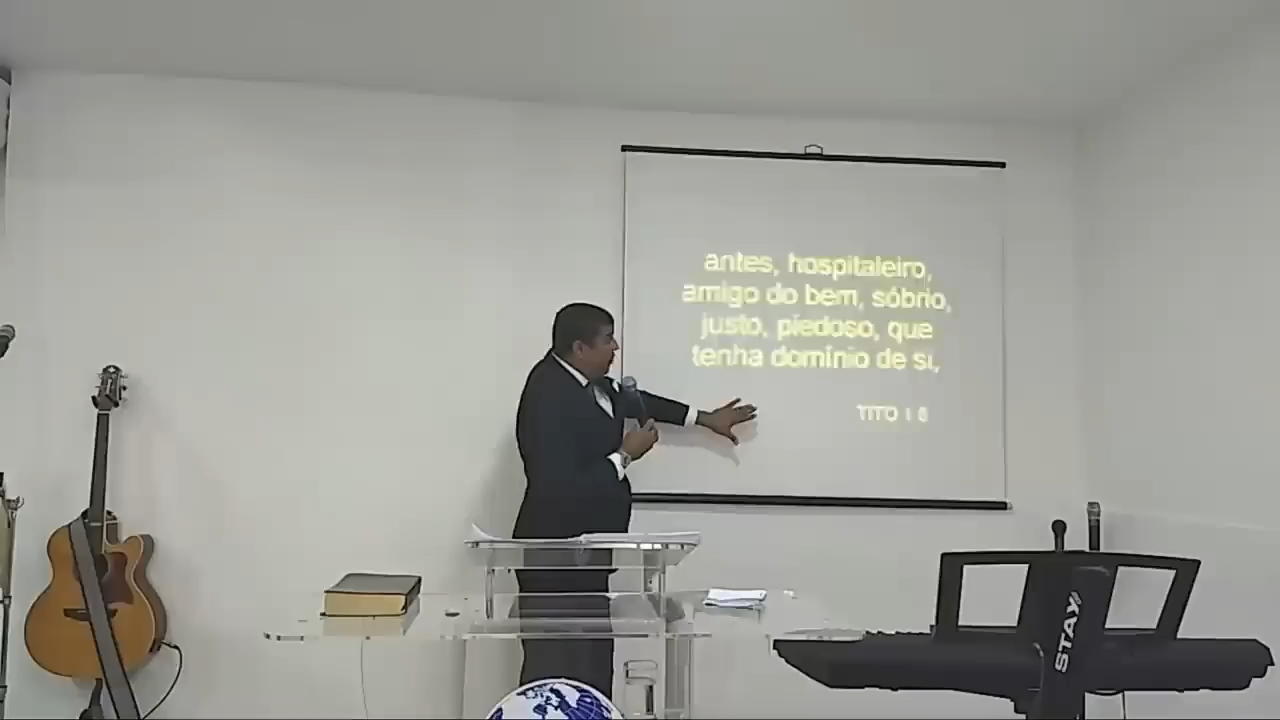 antes, hospitaleiro,
amigo do bem, sóbrio,
justo, piedoso, que
tenha domínio de si,
TITO 1 8
STAY